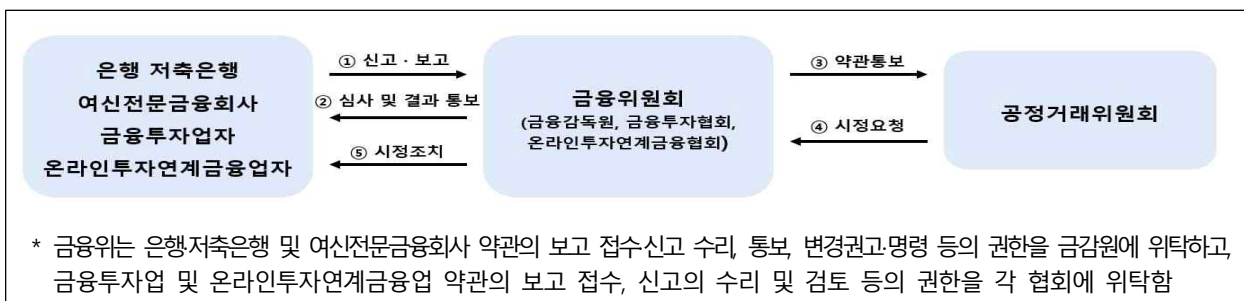 은행 저축은행
여신전문금융회사
금융투자업자
온라인투자연계금융업자
① 신고 · 보고
② 심사 및 결과 통보
⑤ 시정조치
금융위원회
(금융감독원, 금융투자협회,
온라인투자연계금융협회)
③ 약관통보
④ 시정요청
공정거래위원회
* 금융위는 은행·저축은행 및 여신전문금융회사 약관의 보고 접수·신고 수리, 통보, 변경권고·명령 등의 권한을 금감원에 위탁하고,
금융투자업 및 온라인투자연계금융업 약관의 보고 접수, 신고의 수리 및 검토 등의 권한을 각 협회에 위탁함